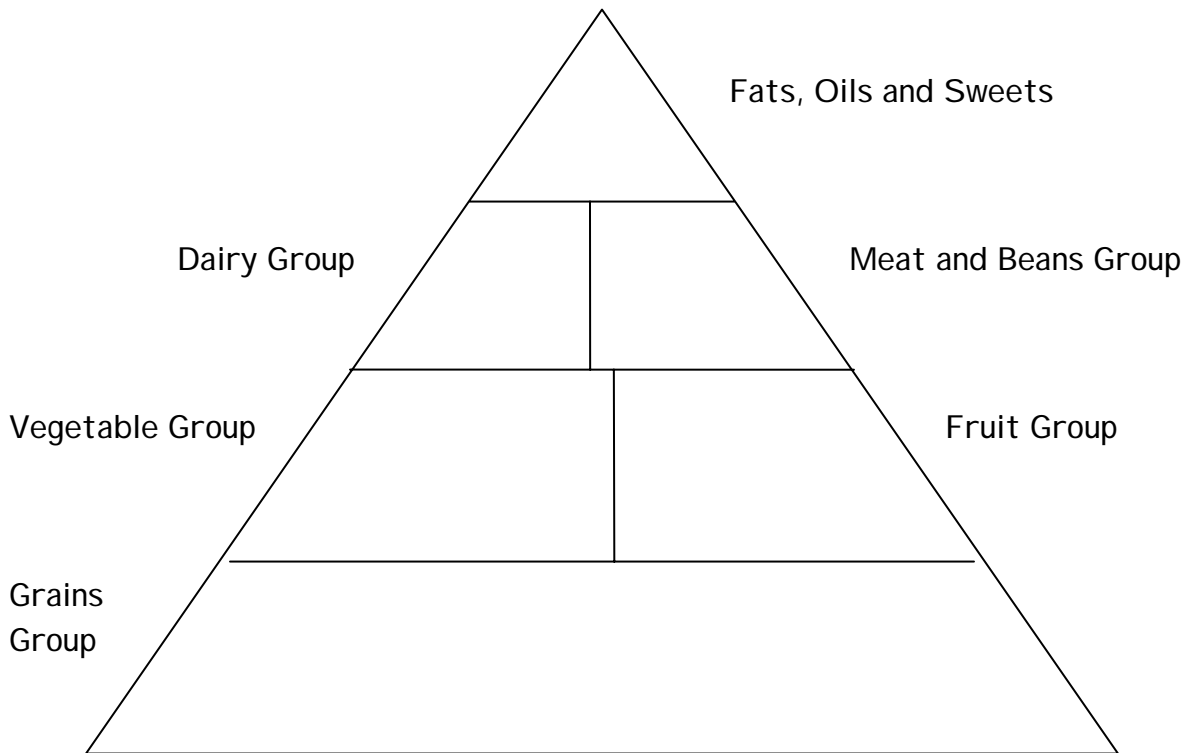 Fats, Oils and Sweets
Dairy Group
Meat and Beans Group
Vegetable Group
Fruit Group
Grains
Group